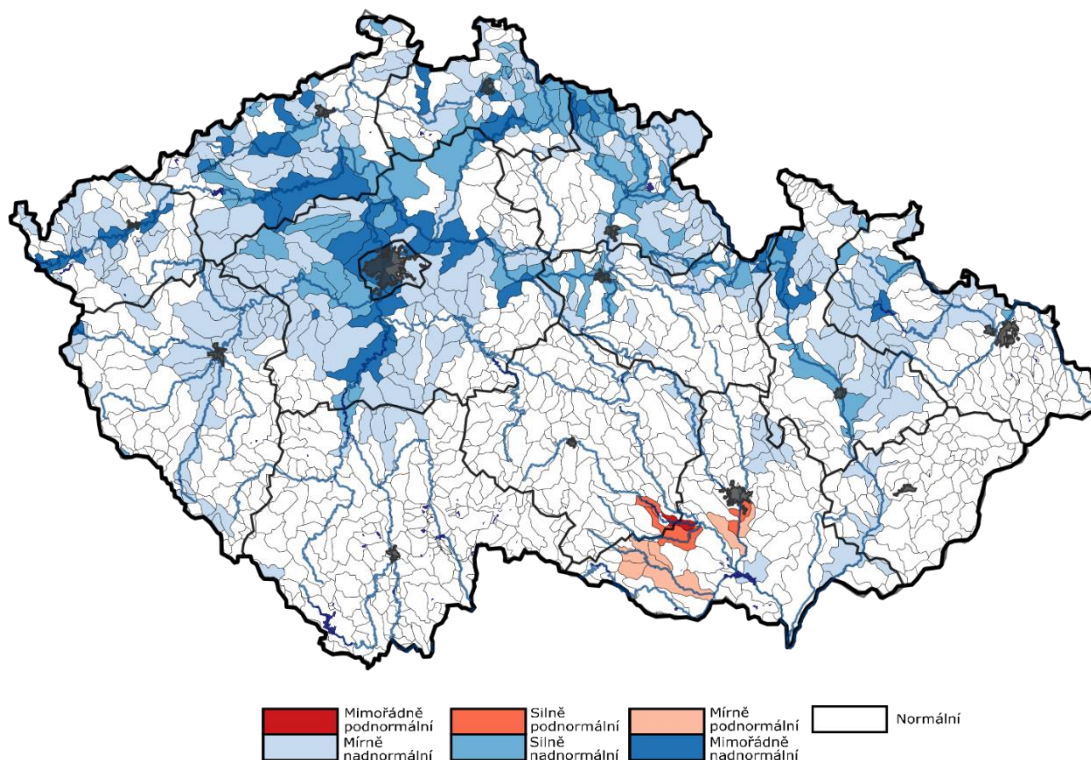 Mimořádně
podnormální
Silně
podnormální
Mírně
podnormální
Normální
Mírně
nadnormální
Silně
nadnormální
Mimořádně
nadnormální